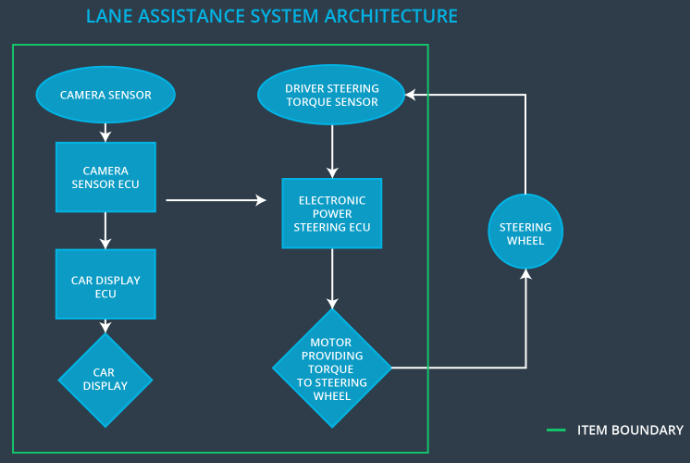 LANE ASSISTANCE SYSTEM ARCHITECTURE
CAMERA SENSOR
CAMERA
SENSOR ECU
CAR DISPLAY
ECU
CAR
DISPLAY
DRIVER STEERING
TORQUE SENSOR
ELECTRONIC
POWER
STEERING ECU
MOTOR
PROVIDING
TORQUE
TO STEERING
WHEEL
STEERING
WHEEL
ITEM BOUNDARY